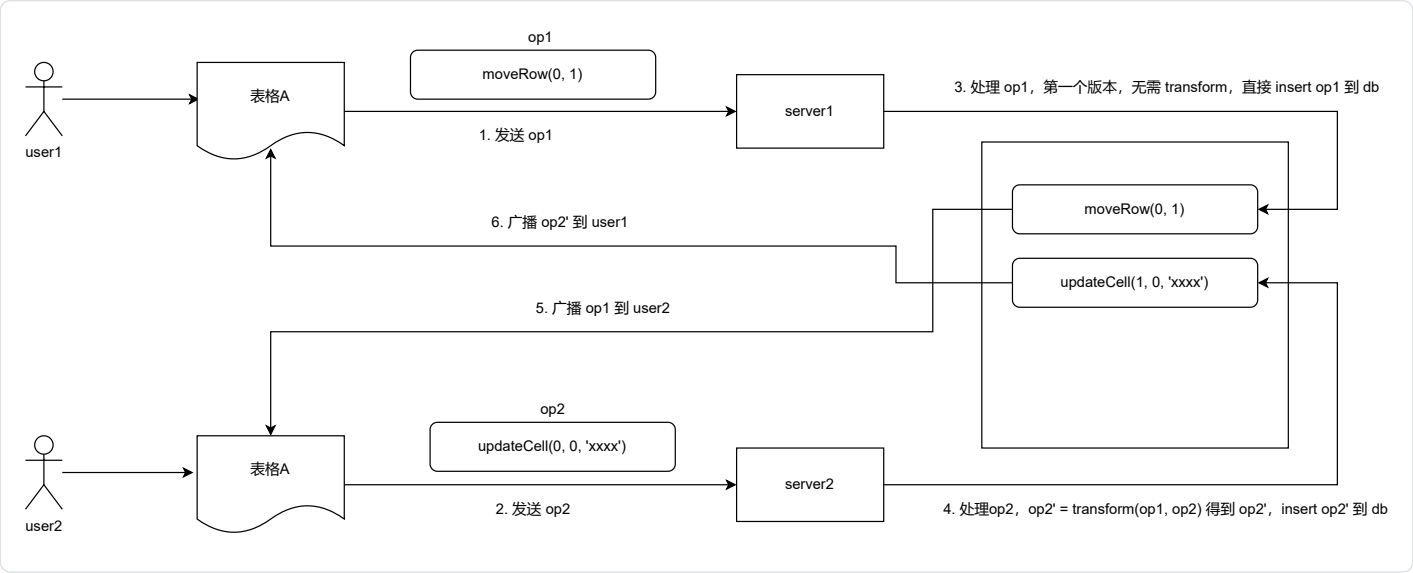 op1
moveRow(0, 1)
表格A
server1
3. 处理 op1，第一个版本，无需 transform，直接 insert op1 到 db
1. 发送 op1
user1
moveRow(0, 1)
6. 广播 op2' 到 user1
updateCell(1, 0, 'xxxx')
5. 广播 op1 到 user2
op2
updateCell(0, 0, 'xxxx')
表格A
server2
2. 发送 op2
4. 处理op2，op2' = transform(op1, op2) 得到 op2'，insert op2' 到 db
user2